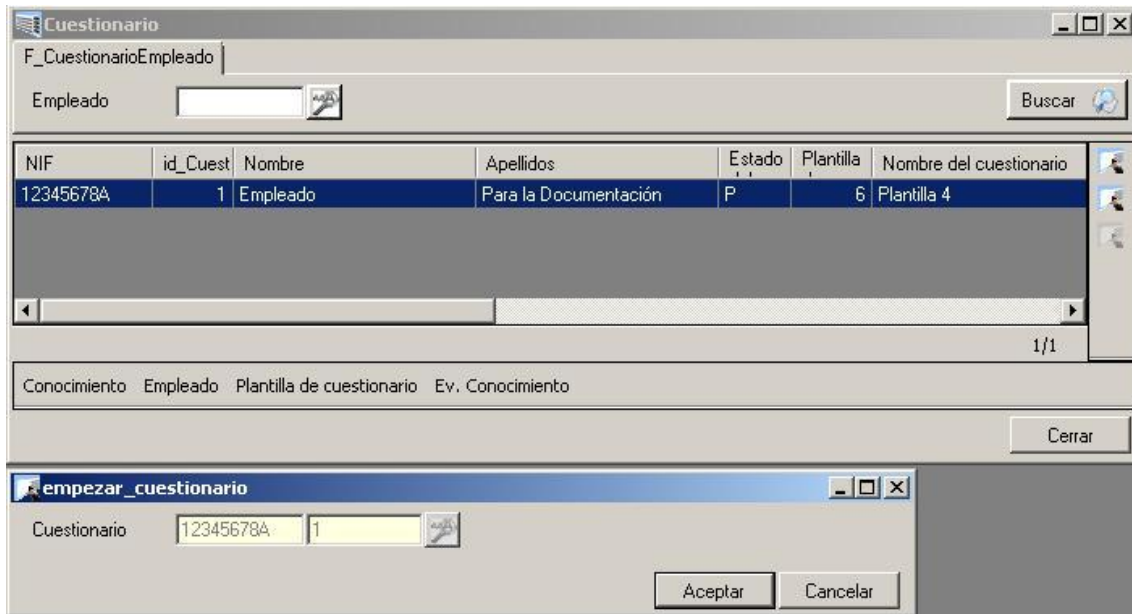 Cuestionario
F_CuestionarioEmpleado
Empleado
Buscar
NIF id_Cuest Nombre Apellidos Estado Plantilla Nombre del cuestionario
12345678A 1 Empleado Para la Documentación P 6 Plantilla 4
1/1
Conocimiento Empleado Plantilla de cuestionario Ev. Conocimiento
Cerrar
empezar_cuestionario
Cuestionario 12345678A 1
Aceptar Cancelar